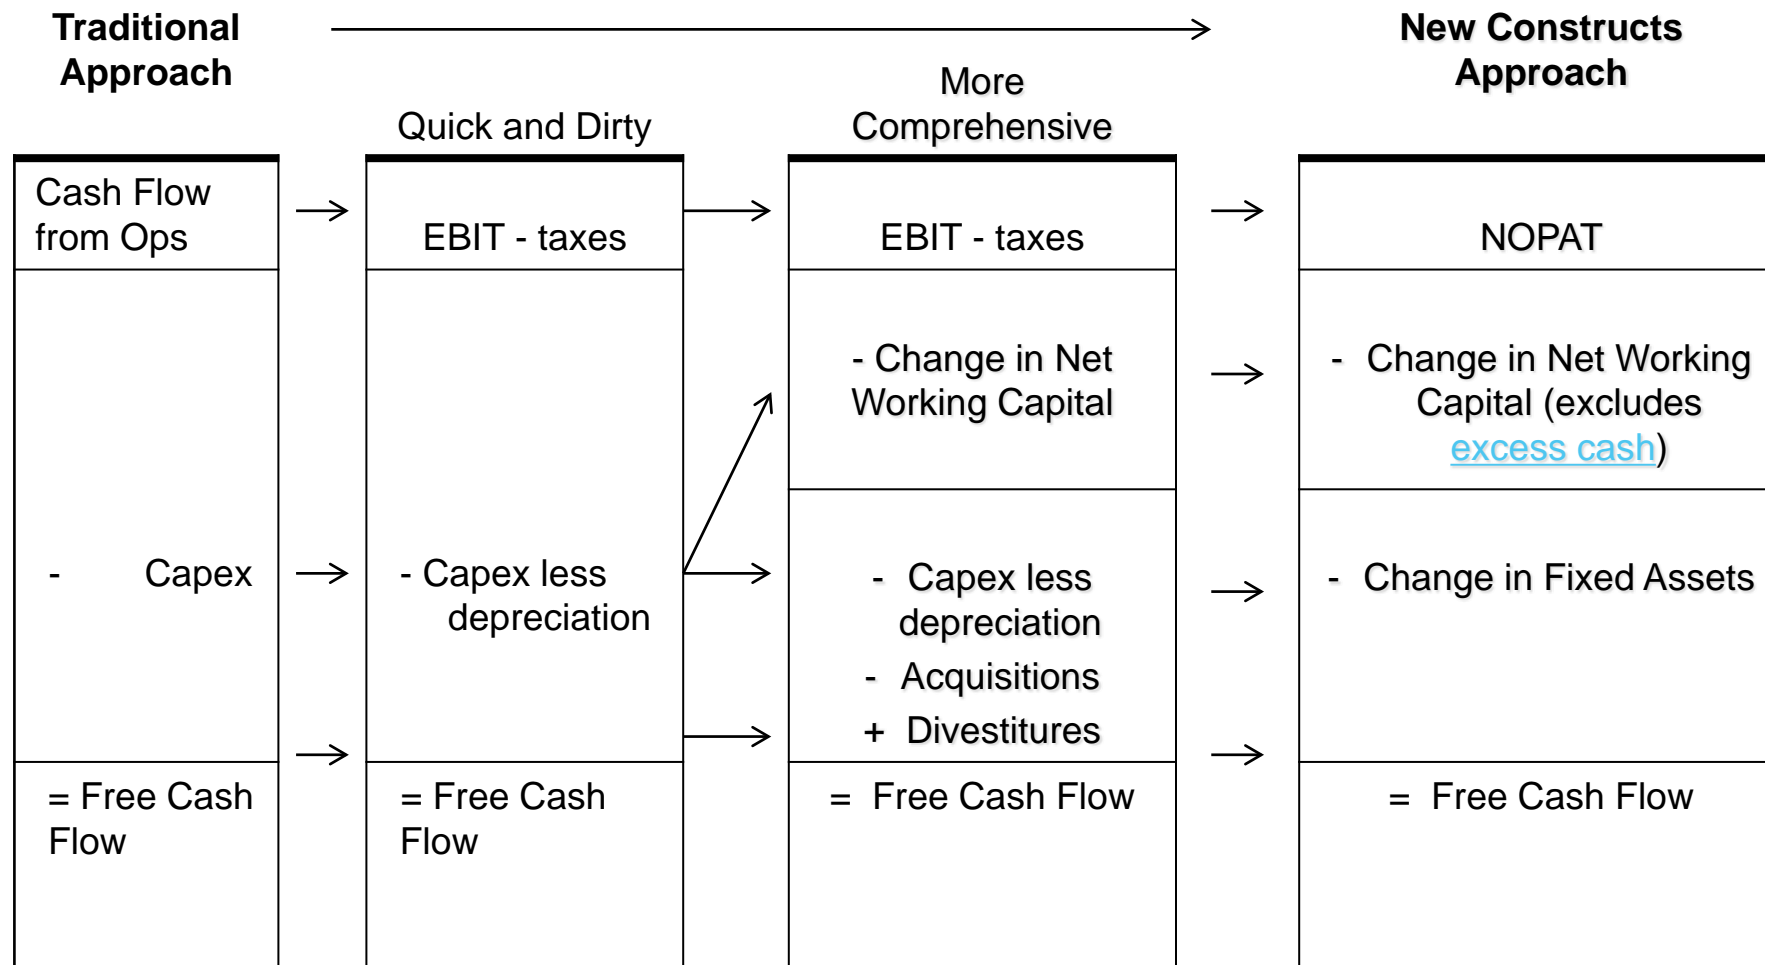 Traditional
Approach
New Constructs
Approach
Quick and Dirty
More
Comprehensive
Cash Flow
from Ops
- Capex
= Free Cash
Flow
EBIT - taxes
- Capex less
depreciation
= Free Cash
Flow
EBIT - taxes
- Change in Net
Working Capital
- Capex less
depreciation
- Acquisitions
+ Divestitures
= Free Cash Flow
NOPAT
- Change in Net Working
Capital (excludes
excess cash)
- Change in Fixed Assets
= Free Cash Flow